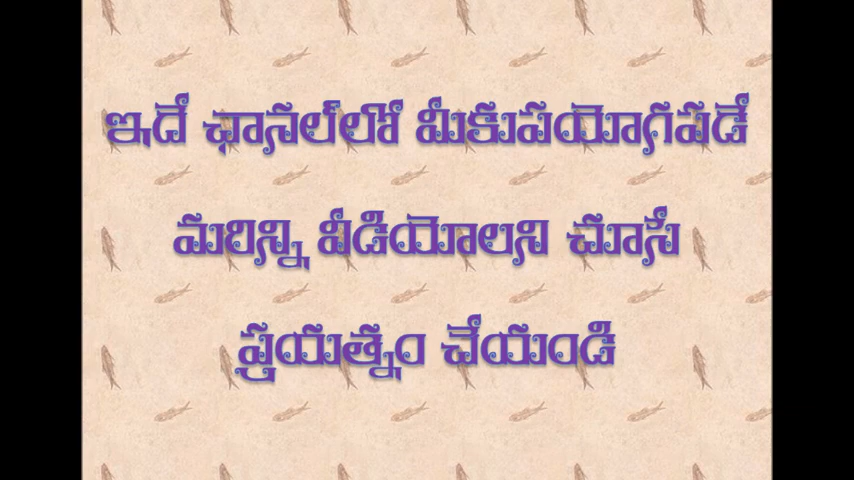 ఇదే ఛానల్‌లో మీకుపయోగపడే
మరిన్ని వీడియోలని చూసే
ప్రయత్నం చేయండి